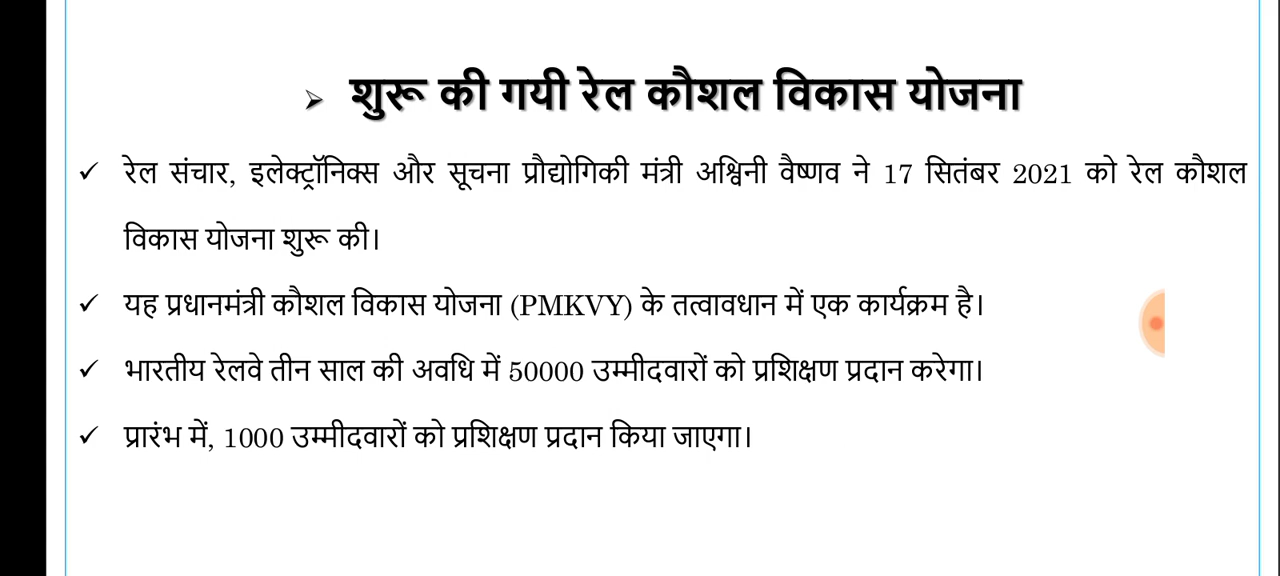 ➢ शुरू की गयी रेल कौशल विकास योजना
✓ रेल संचार, इलेक्ट्रॉनिक्स और सूचना प्रौद्योगिकी मंत्री अश्विनी वैष्णव ने 17 सितंबर 2021 को रेल कौशल
विकास योजना शुरू की।
✓ यह प्रधानमंत्री कौशल विकास योजना (PMKVY) के तत्वावधान में एक कार्यक्रम है।
✓ भारतीय रेलवे तीन साल की अवधि में 50000 उम्मीदवारों को प्रशिक्षण प्रदान करेगा।
✓ प्रारंभ में, 1000 उम्मीदवारों को प्रशिक्षण प्रदान किया जाएगा।